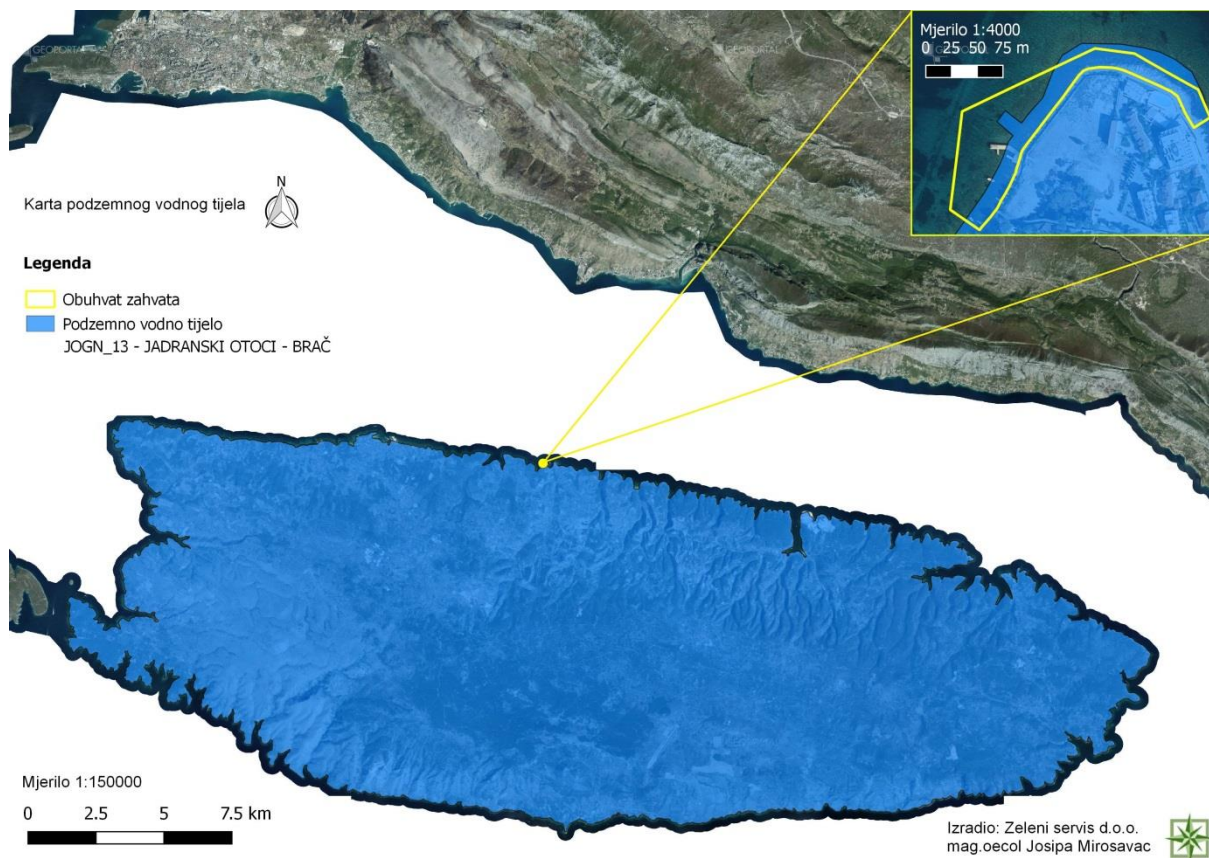 GEOPORTAL
GEOPORTAL
Mjerilo 1:4000
0 25 50 75 m
Karta podzemnog vodnog tijela
N
Legenda
Obuhvat zahvata
Podzemno vodno tijelo
JOGN_13 - JADRANSKI OTOCI - BRAČ
Mjerilo 1:150000
0 2.5 5 7.5 km
Izradio: Zeleni servis d.o.o.
mag.oecol Josipa Mirosavac